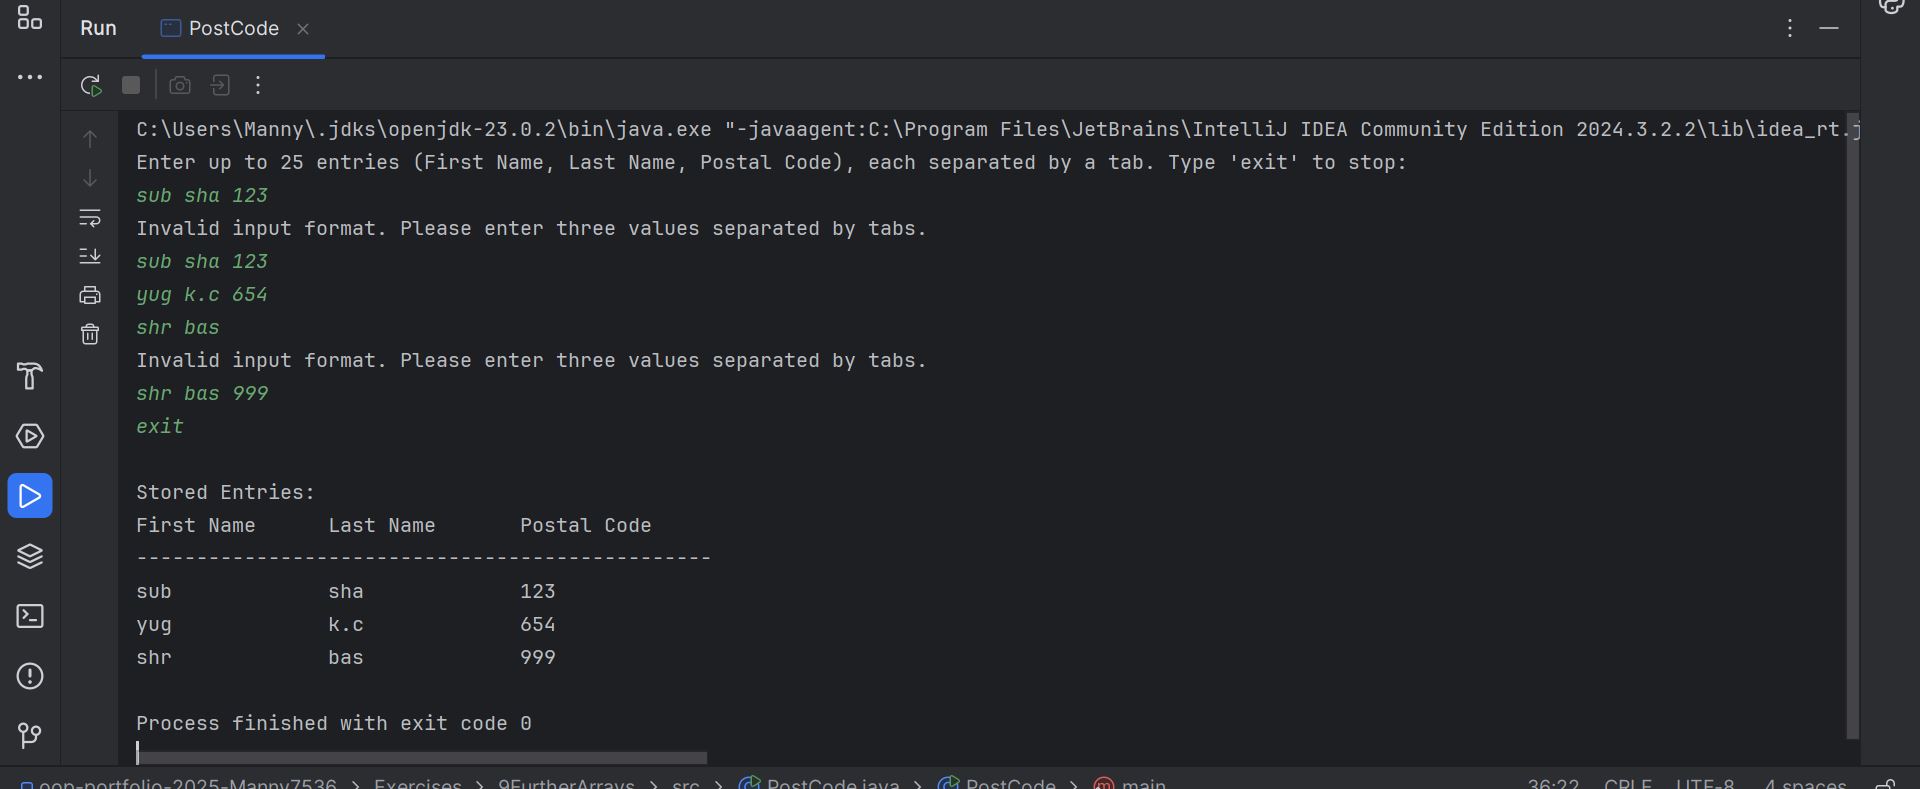 Run PostCode
C:\Users\Manny\.jdks\openjdk-23.0.2\bin\java.exe "-javaagent:C:\Program Files\JetBrains\IntelliJ IDEA Community Edition 2024.3.2.2\lib\idea_rt.j
Enter up to 25 entries (First Name, Last Name, Postal Code), each separated by a tab. Type 'exit' to stop:
sub sha 123
Invalid input format. Please enter three values separated by tabs.
sub sha 123
yug k.c 654
shr bas
Invalid input format. Please enter three values separated by tabs.
shr bas 999
exit
Stored Entries:
First Name      Last Name       Postal Code
------------------------------------------------
sub             sha             123
yug             k.c             654
shr             bas             999
Process finished with exit code 0
oop-portfolio-2025-Manny7536 > Exercises > 9FurtherArrays > src > PostCode.java > PostCode > main 36:22 CRLF UTF-8 4 spaces